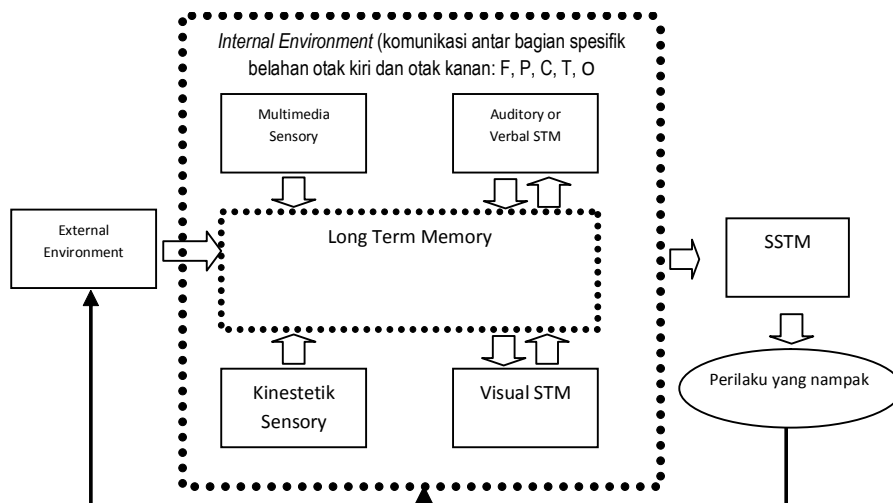 Internal Environment (komunikasi antar bagian spesifik
belahan otak kiri dan otak kanan: F, P, C, T, O
Multimedia
Sensory
Auditory or
Verbal STM
External
Environment
Long Term Memory
SSTM
Kinestetik
Sensory
Visual STM
Perilaku yang nampak